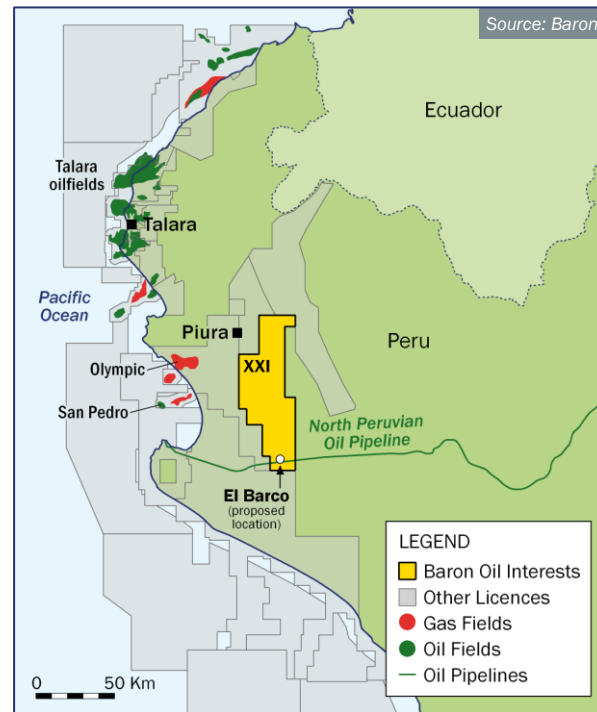 Source: Baron
Ecuador
Talara
oilfields
Talara
Pacific
Ocean
Piura
Peru
XXI
Olympic
San Pedro
North Peruvian
Oil Pipeline
El Barco
(proposed
location)
LEGEND
Baron Oil Interests
Other Licences
Gas Fields
Oil Fields
Oil Pipelines
0 50 Km